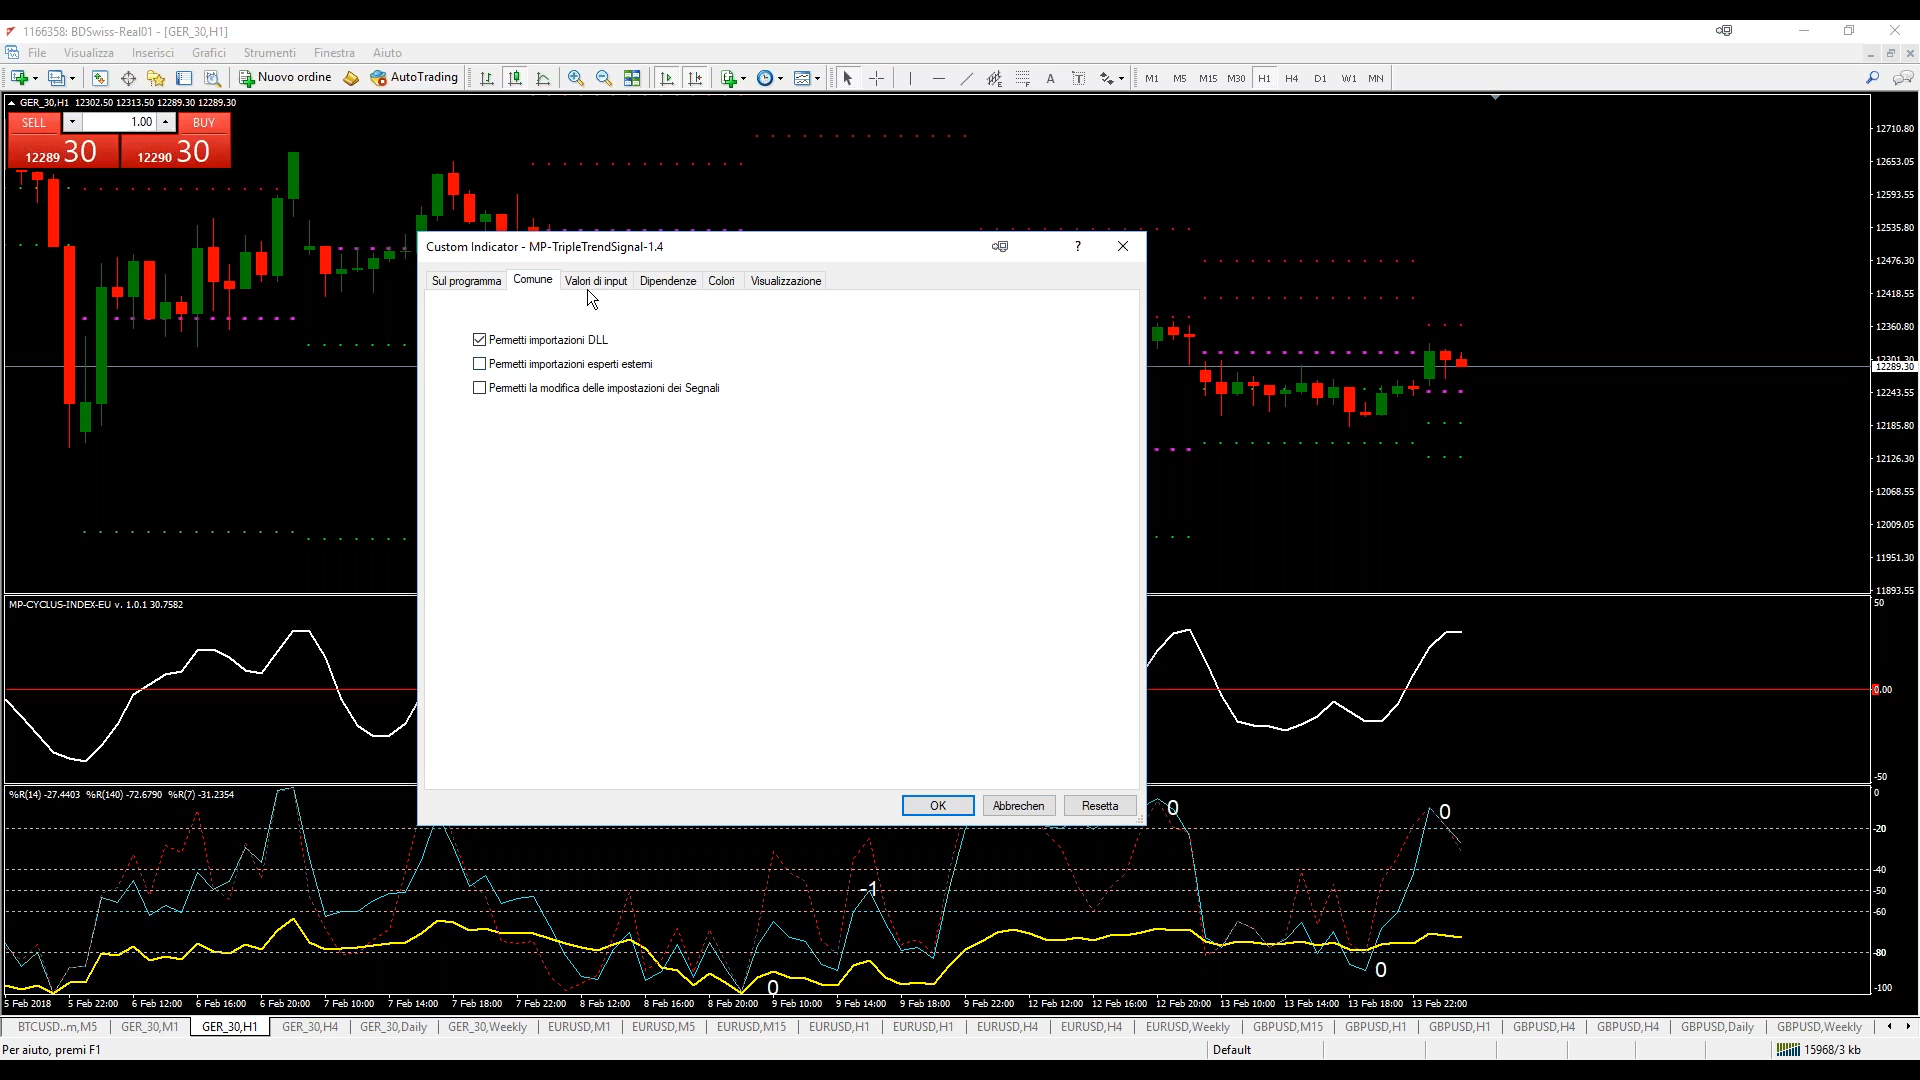 1166358: BDSwiss-Real01 - [GER_30,H1]
File Visualizza Inserisci Grafici Strumenti Finestra Aiuto
Nuovo ordine AutoTrading A T M1 M5 M15 M30 H1 H4 D1 W1 MN
GER_30,H1 12302.50 12313.50 12289.30 12289.30
SELL 1.00 BUY
12289 30 12290 30
12710.80
12653.05
12593.55
12535.80
12476.30
12418.55
12360.80
12301.30
12289.30
12243.55
12185.80
12126.30
12068.55
12009.05
11951.30
11893.55
Custom Indicator - MP-TripleTrendSignal-1.4 ?
Sul programma Comune Valori di input Dipendenze Colori Visualizzazione
Permetti importazioni DLL
Permetti importazioni esperti esterni
Permetti la modifica delle impostazioni dei Segnali
OK Abbrechen Resetta
MP-CYCLUS-INDEX-EU v. 1.0.1 30.7582
50
0.00
-50
%R(14) -27.4403 %R(140) -72.6790 %R(7) -31.2354
0
-20
-40
-50
-60
-80
-100
0
0
-1
0
0
5 Feb 2018 5 Feb 22:00 6 Feb 12:00 6 Feb 16:00 6 Feb 20:00 7 Feb 10:00 7 Feb 14:00 7 Feb 18:00 7 Feb 22:00 8 Feb 12:00 8 Feb 16:00 8 Feb 20:00 9 Feb 10:00 9 Feb 14:00 9 Feb 18:00 9 Feb 22:00 12 Feb 12:00 12 Feb 16:00 12 Feb 20:00 13 Feb 10:00 13 Feb 14:00 13 Feb 18:00 13 Feb 22:00
BTCUSD..m,M5 GER_30,M1 GER_30,H1 GER_30,H4 GER_30,Daily GER_30,Weekly EURUSD,M1 EURUSD,M5 EURUSD,M15 EURUSD,H1 EURUSD,H1 EURUSD,H4 EURUSD,H4 EURUSD,Weekly GBPUSD,M15 GBPUSD,H1 GBPUSD,H1 GBPUSD,H4 GBPUSD,H4 GBPUSD,Daily GBPUSD,Weekly
Per aiuto, premi F1 Default 15968/3 kb